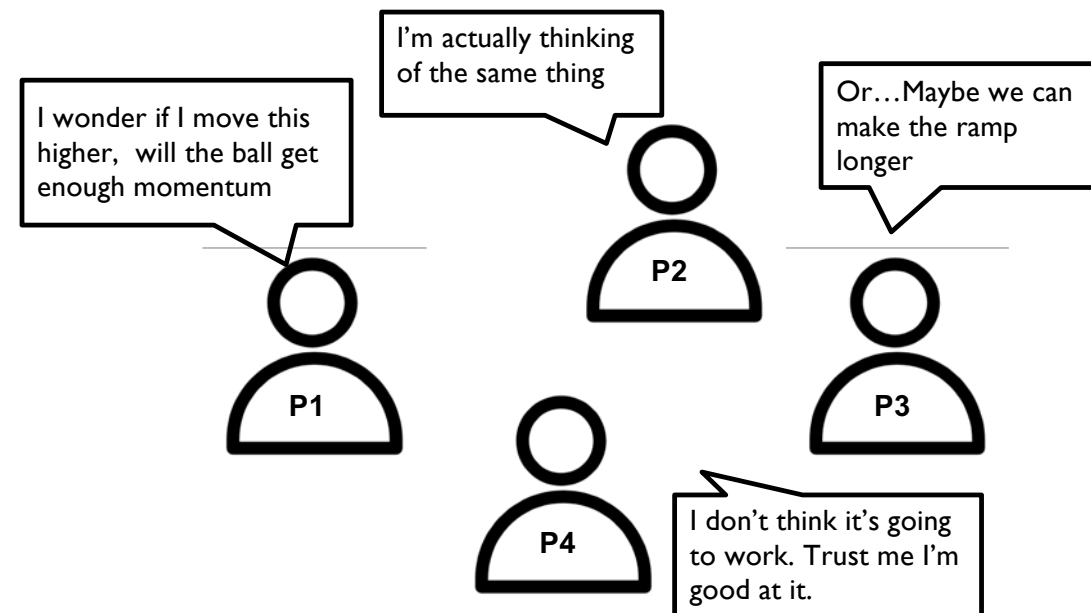 I'm actually thinking
of the same thing
I wonder if I move this
higher,  will the ball get
enough momentum
Or...Maybe we can
make the ramp
longer
P2
P1
P3
P4
I don't think it's going
to work. Trust me I'm
good at it.